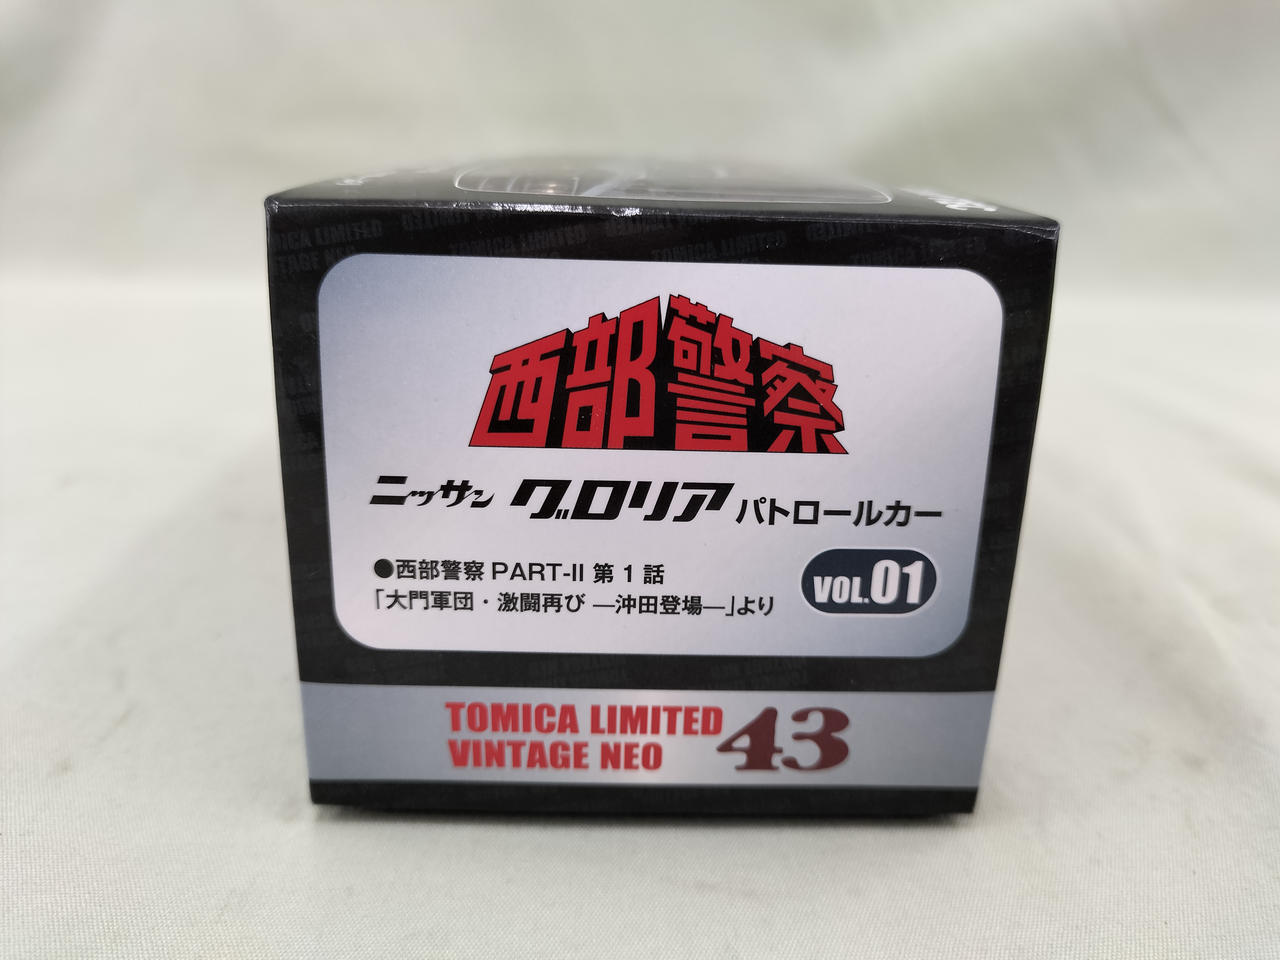 TOMICA LIMITED
西部警察
ニッサン グロリア パトロールカー
●西部警察 PART-II 第1話
「大門軍団・激闘再び ―沖田登場―」より
VOL.01
TOMICA LIMITED
VINTAGE NEO
43